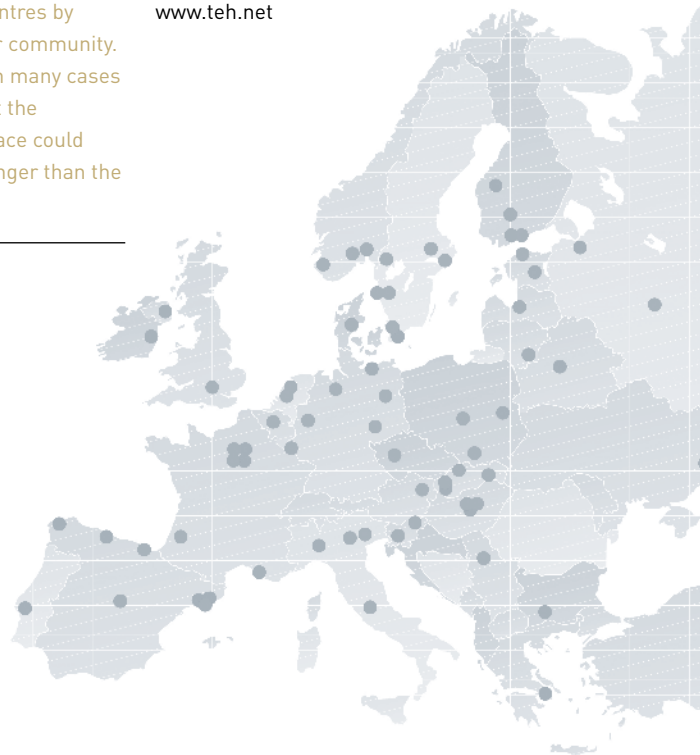 ntres by
r community.
n many cases
t the
ace could
nger than the
www.teh.net